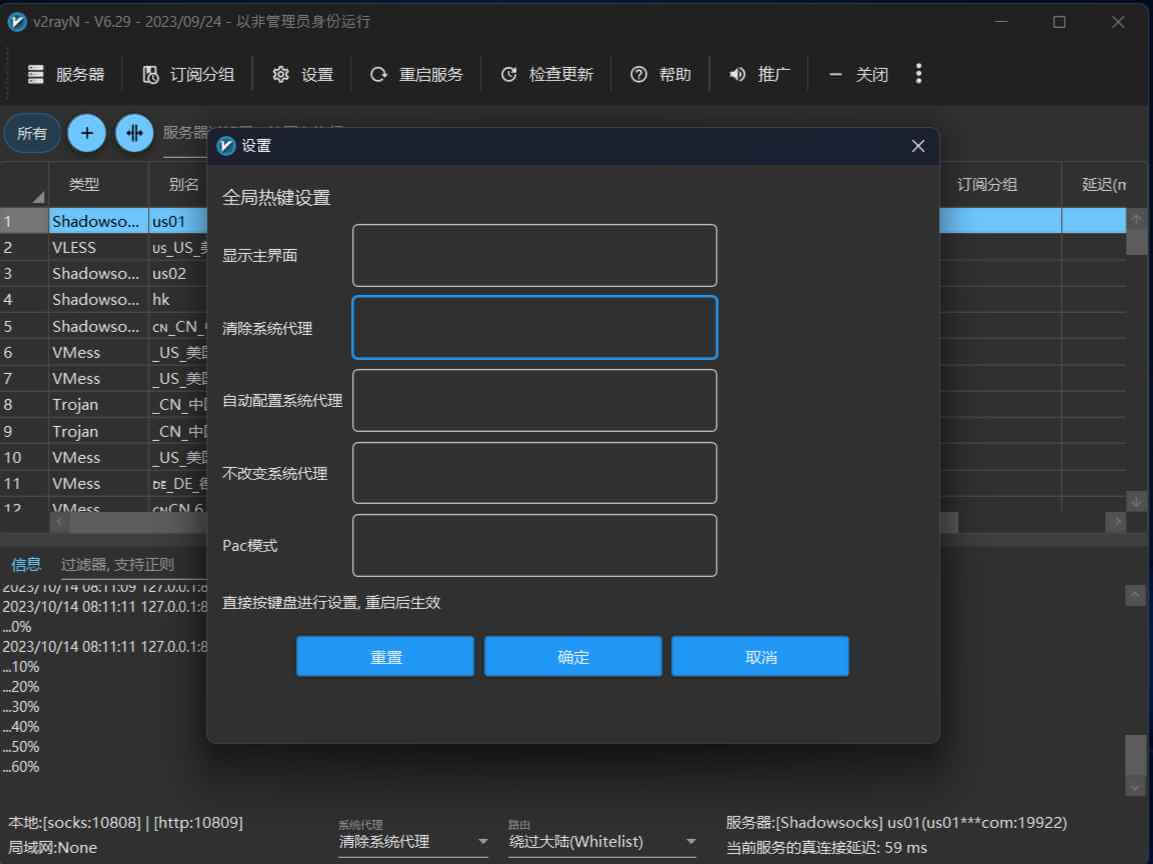 v2rayN - V6.29 - 2023/09/24 - 以非管理员身份运行
服务器 订阅分组 设置 重启服务 检查更新 帮助 推广 关闭
所有 服务器
设置
类型 别名 订阅分组 延迟(m
全局热键设置
1 Shadowso... us01
2 VLESS us_US_美
3 Shadowso... us02
4 Shadowso... hk
5 Shadowso... CN_CN_
6 VMess _US_美国
7 VMess _US_美国
8 Trojan _CN_中国
9 Trojan _CN_中国
10 VMess _US_美国
11 VMess DE_DE_德
12 VMess CNCN_6
显示主界面
清除系统代理
自动配置系统代理
不改变系统代理
Pac模式
直接按键盘进行设置, 重启后生效
重置 确定 取消
信息 过滤器, 支持正则
2023/10/14 08:11:09 127.0.0.1:8
2023/10/14 08:11:11 127.0.0.1:8
...0%
2023/10/14 08:11:11 127.0.0.1:8
...10%
...20%
...30%
...40%
...50%
...60%
本地:[socks:10808] | [http:10809]
局域网:None
系统代理
清除系统代理
路由
绕过大陆(Whitelist)
服务器:[Shadowsocks] us01(us01***com:19922)
当前服务的真连接延迟: 59 ms